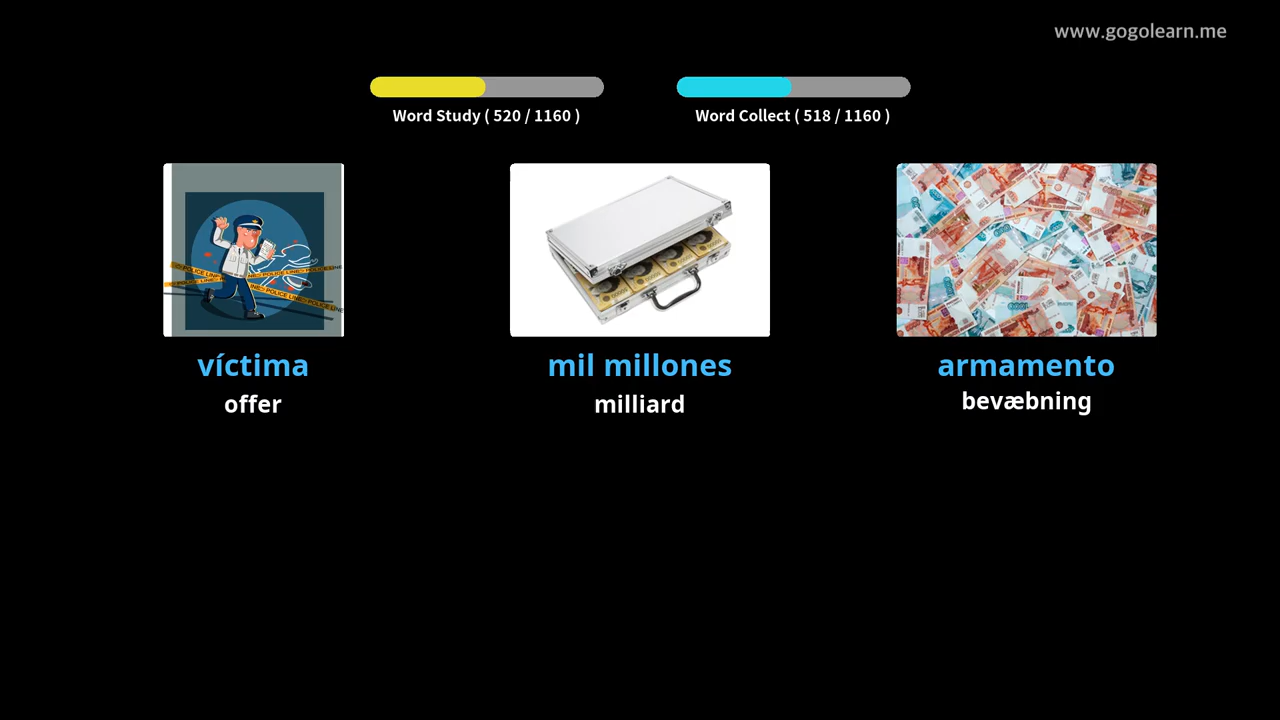 www.gogolearn.me
Word Study ( 520 / 1160 )
Word Collect ( 518 / 1160 )
víctima
mil millones
armamento
offer
milliard
bevæbning